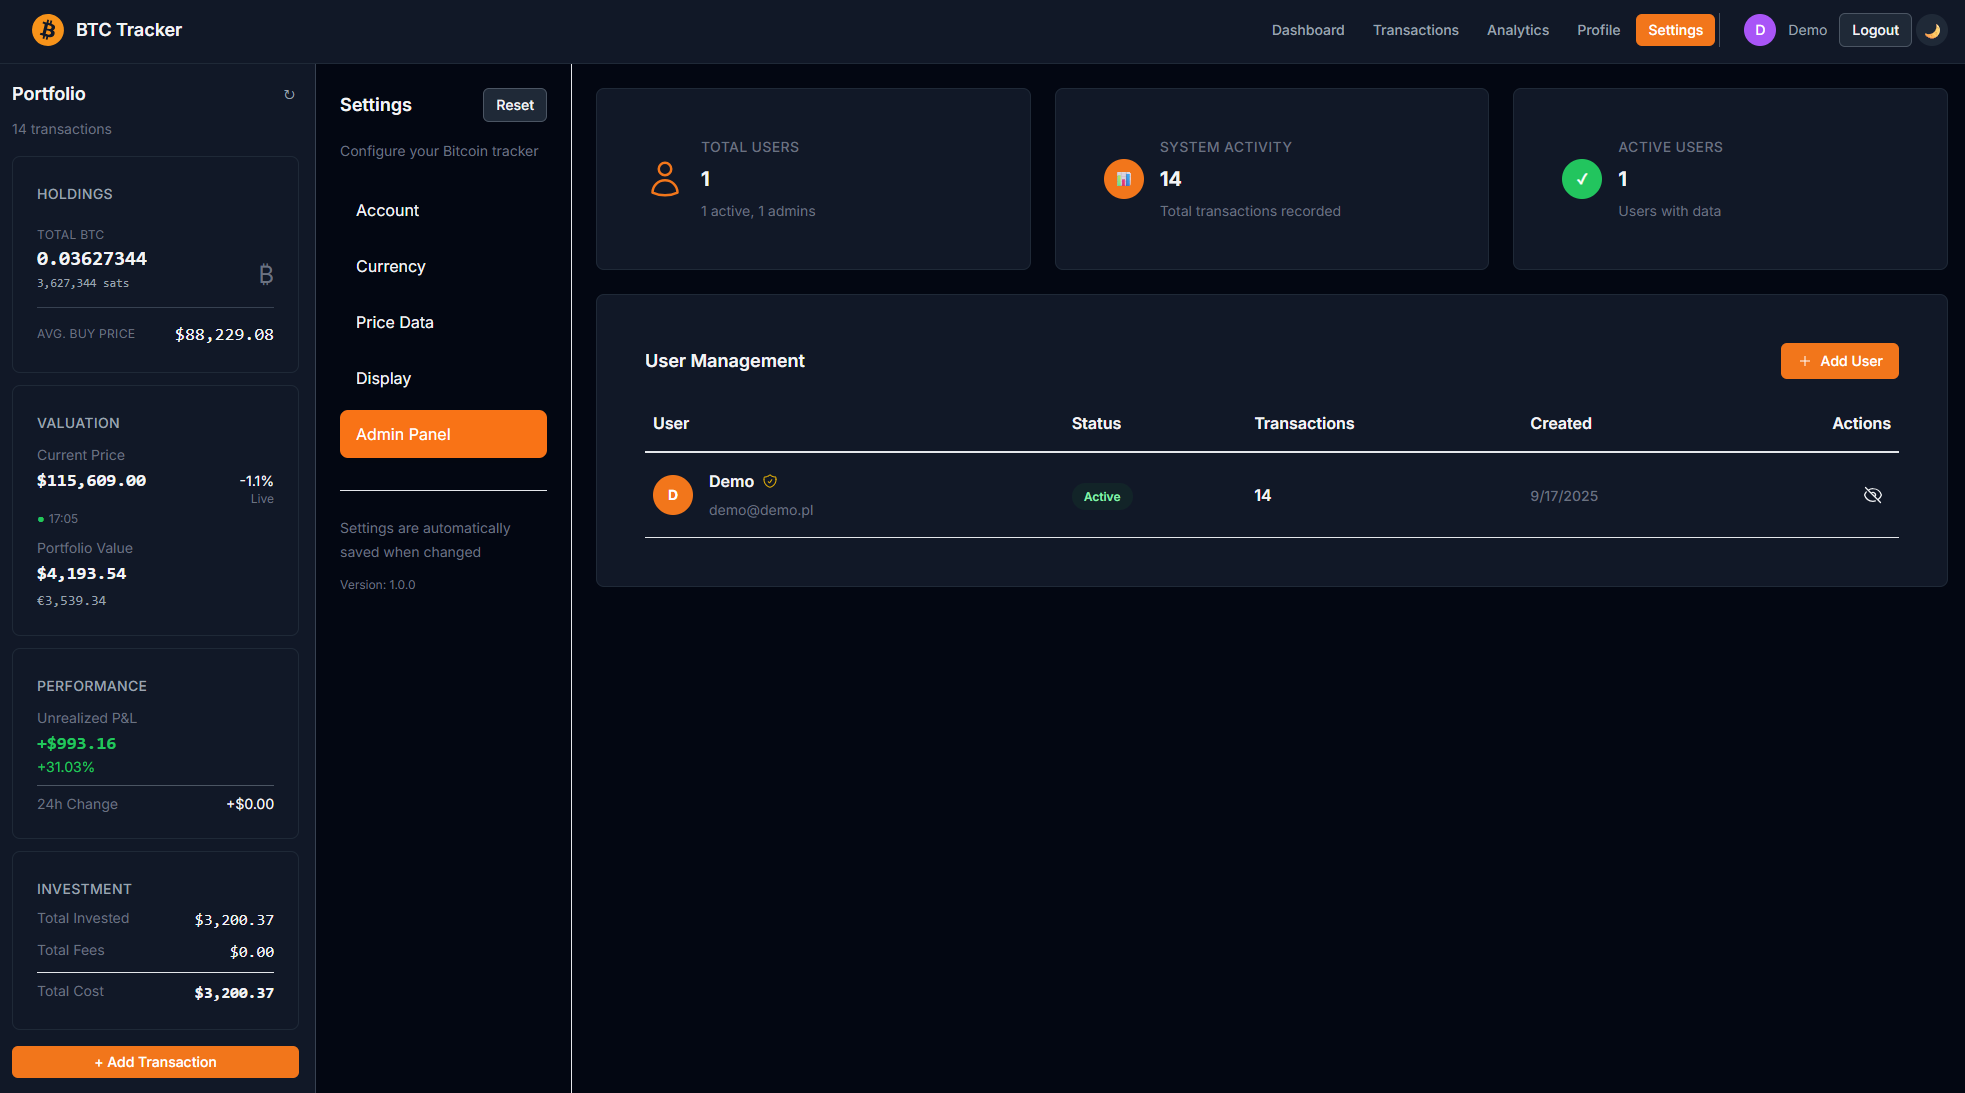 BTC Tracker
Dashboard Transactions Analytics Profile Settings D Demo Logout
Portfolio
14 transactions
HOLDINGS
TOTAL BTC
0.03627344
3,627,344 sats
AVG. BUY PRICE $88,229.08
VALUATION
Current Price
$115,609.00 -1.1%
Live
17:05
Portfolio Value
$4,193.54
€3,539.34
PERFORMANCE
Unrealized P&L
+$993.16
+31.03%
24h Change +$0.00
INVESTMENT
Total Invested $3,200.37
Total Fees $0.00
Total Cost $3,200.37
+ Add Transaction
Settings Reset
Configure your Bitcoin tracker
Account
Currency
Price Data
Display
Admin Panel
Settings are automatically
saved when changed
Version: 1.0.0
TOTAL USERS
1
1 active, 1 admins
SYSTEM ACTIVITY
14
Total transactions recorded
ACTIVE USERS
1
Users with data
User Management + Add User
User Status Transactions Created Actions
D Demo Active 14 9/17/2025
demo@demo.pl